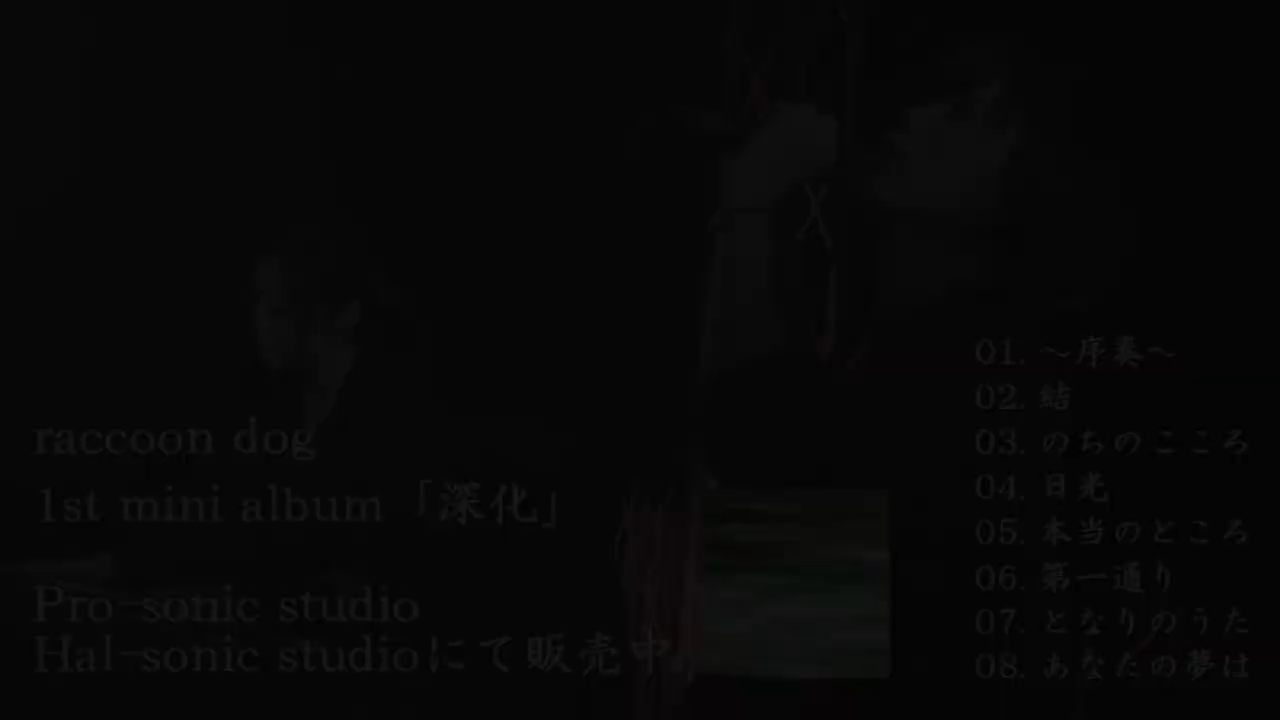 raccoon dog
1st mini album「深化」
Pro-sonic studio
Hal-sonic studioにて販売中
01. ～序奏～
02. 結
03. のちのこころ
04. 日光
05. 本当のところ
06. 第一通り
07. となりのうた
08. あなたの夢は